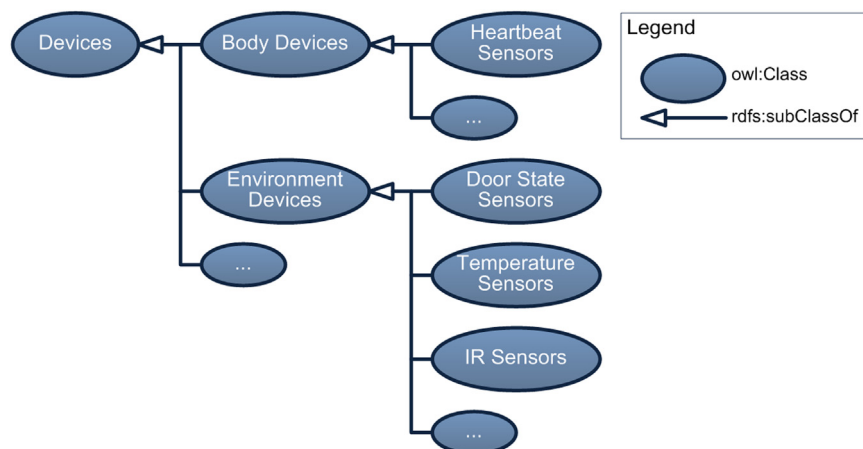 Devices
Body Devices
Heartbeat
Sensors
...
Environment
Devices
Door State
Sensors
...
Temperature
Sensors
IR Sensors
...
Legend
owl:Class
rdfs:subClassOf